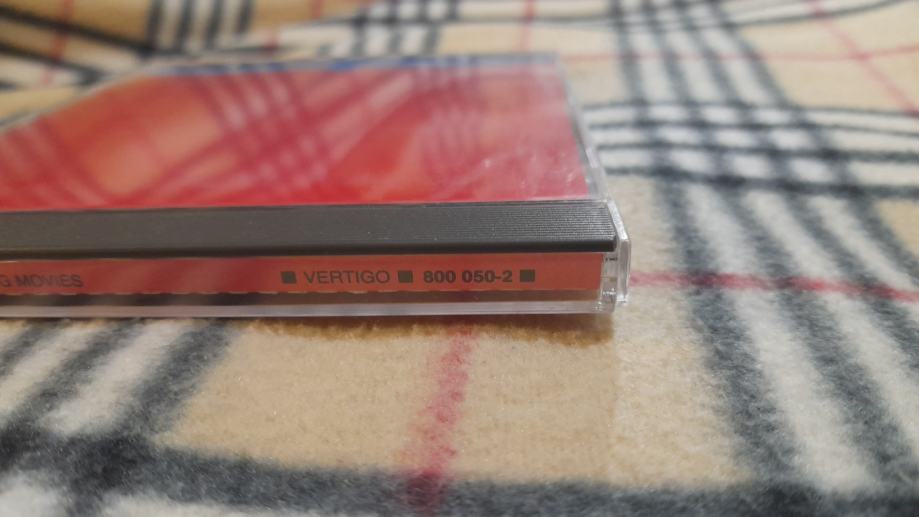 G MOVIES ■ VERTIGO ■ 800 050-2 ■